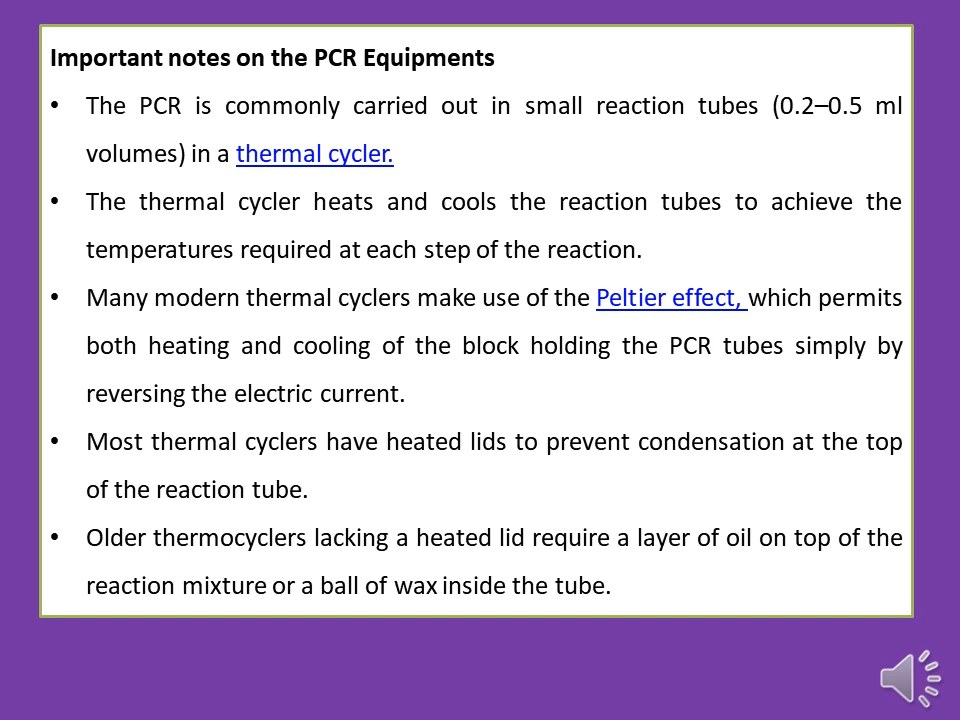 Important notes on the PCR Equipments
• The PCR is commonly carried out in small reaction tubes (0.2–0.5 ml
volumes) in a thermal cycler.
• The thermal cycler heats and cools the reaction tubes to achieve the
temperatures required at each step of the reaction.
• Many modern thermal cyclers make use of the Peltier effect, which permits
both heating and cooling of the block holding the PCR tubes simply by
reversing the electric current.
• Most thermal cyclers have heated lids to prevent condensation at the top
of the reaction tube.
• Older thermocyclers lacking a heated lid require a layer of oil on top of the
reaction mixture or a ball of wax inside the tube.